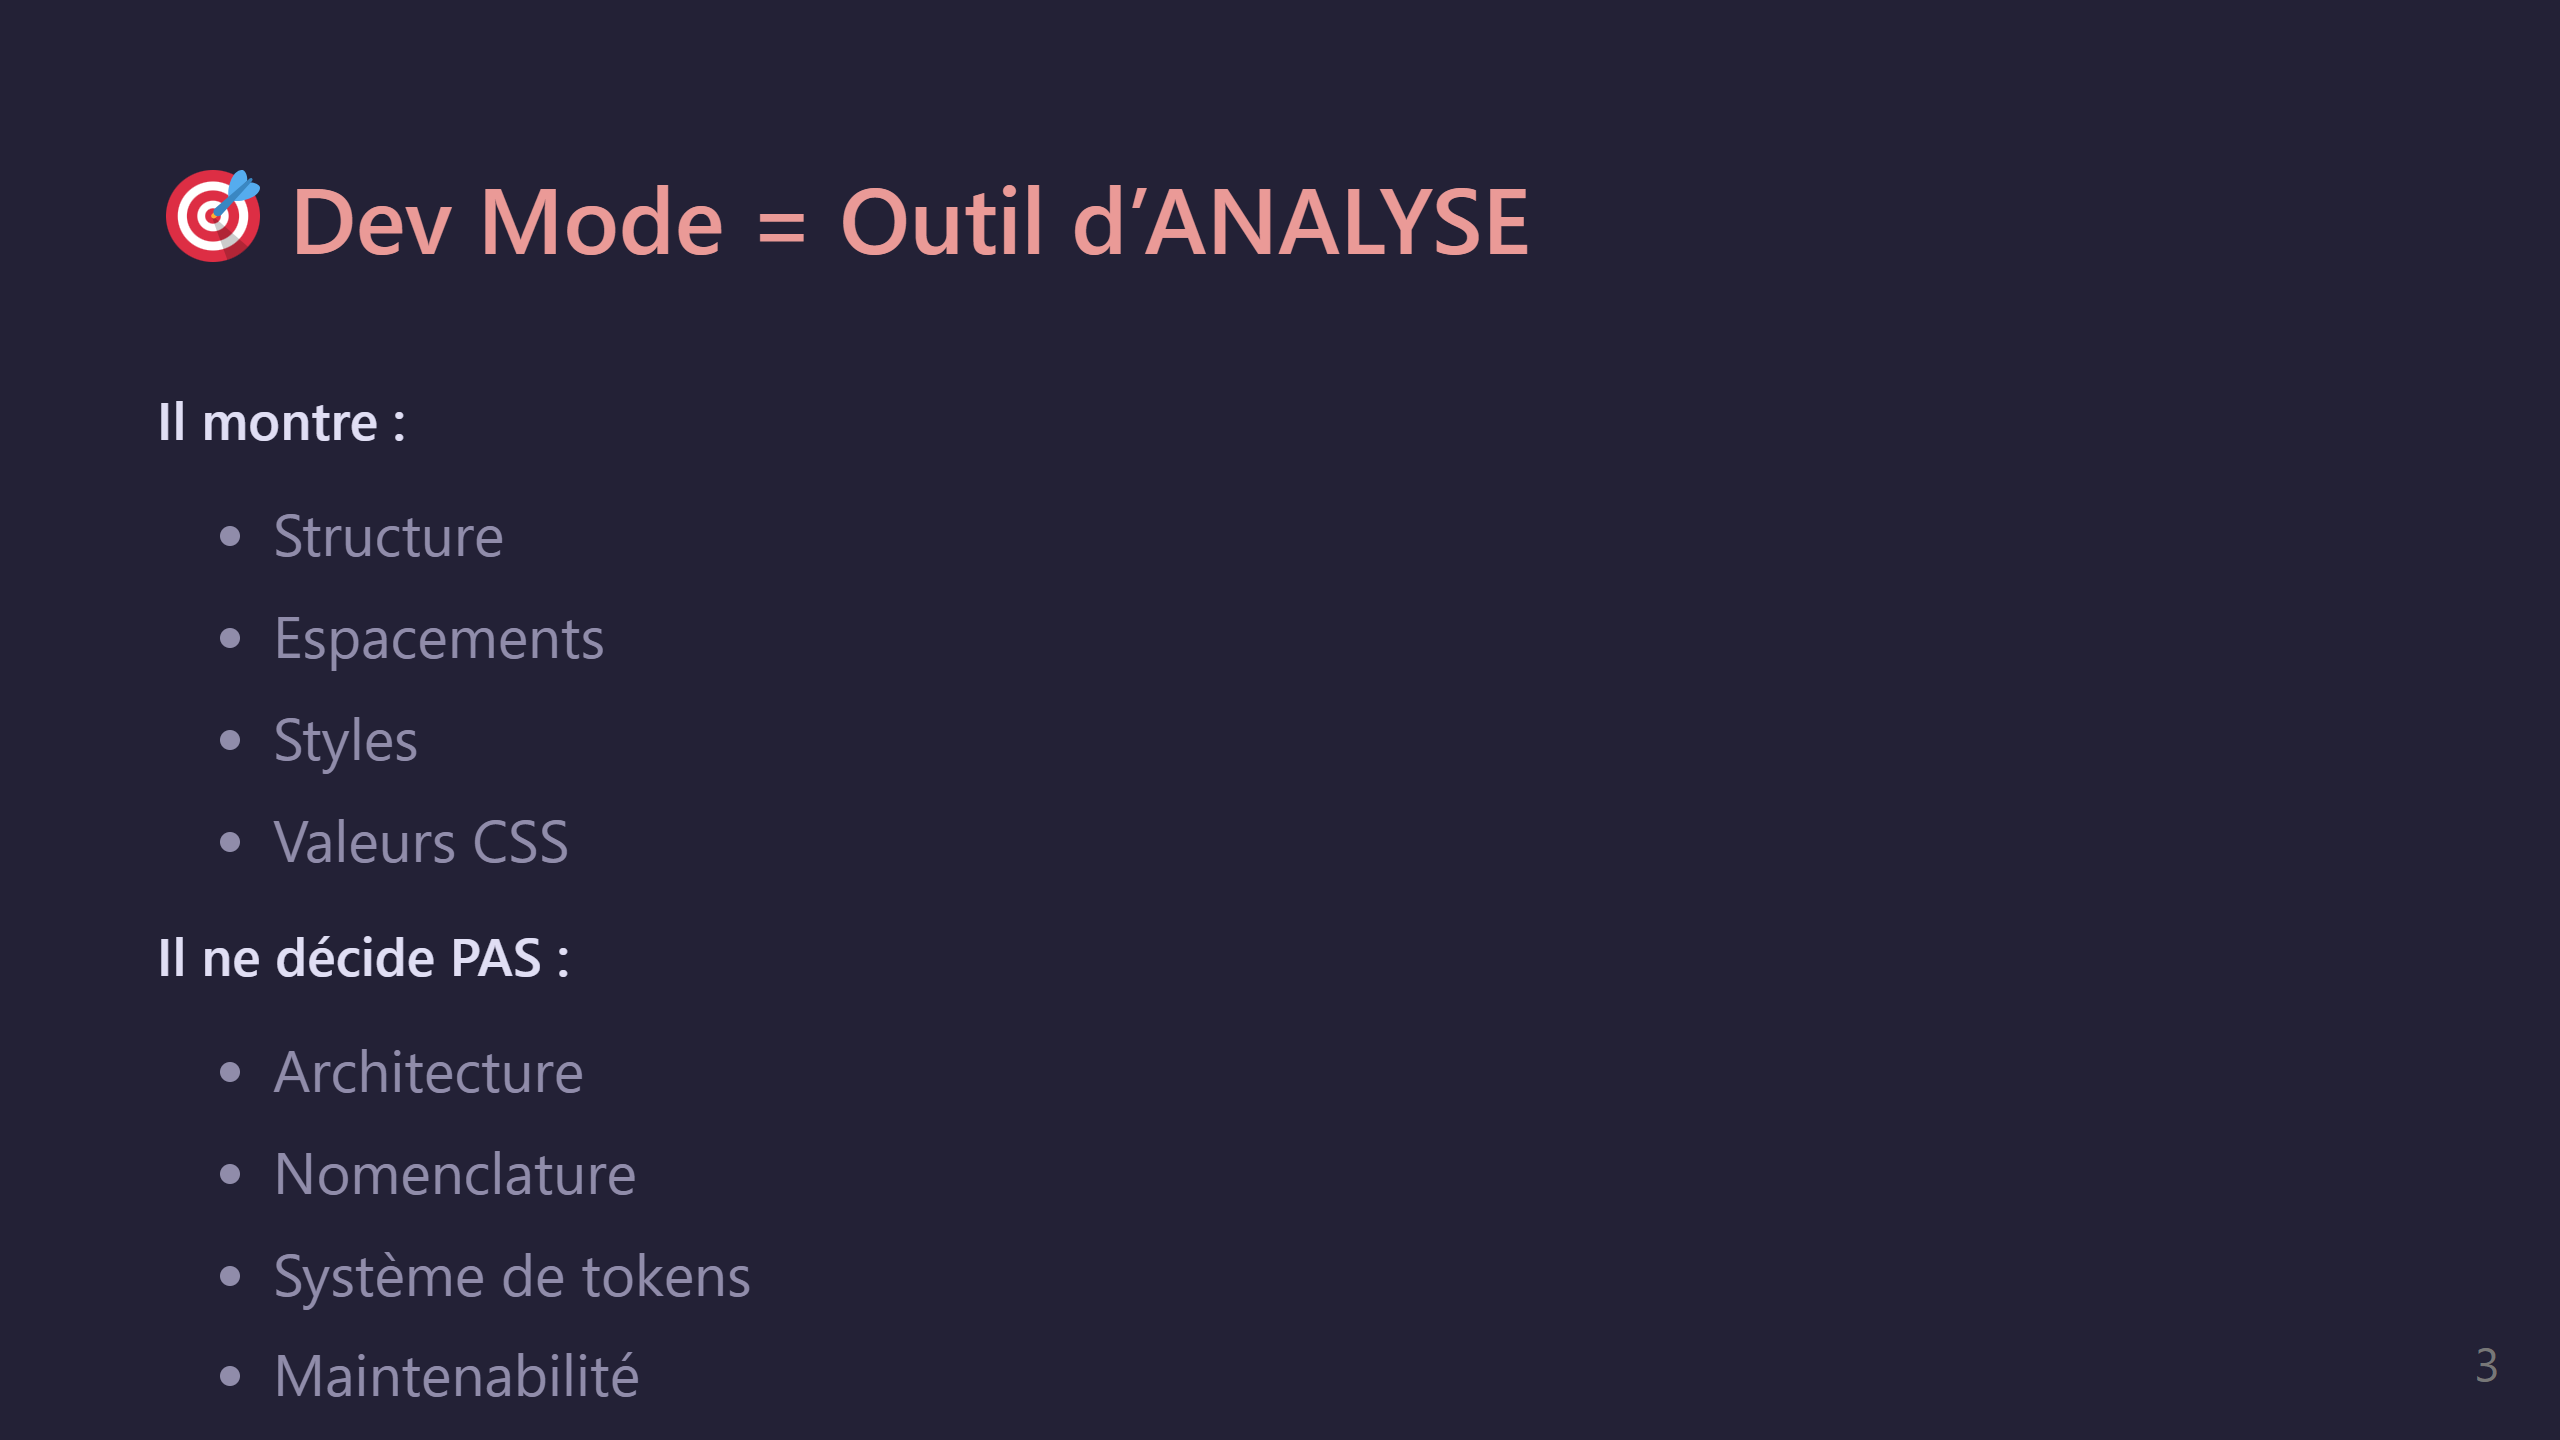 Dev Mode = Outil d’ANALYSE
Il montre :
• Structure
• Espacements
• Styles
• Valeurs CSS
Il ne décide PAS :
• Architecture
• Nomenclature
• Système de tokens
• Maintenabilité
3